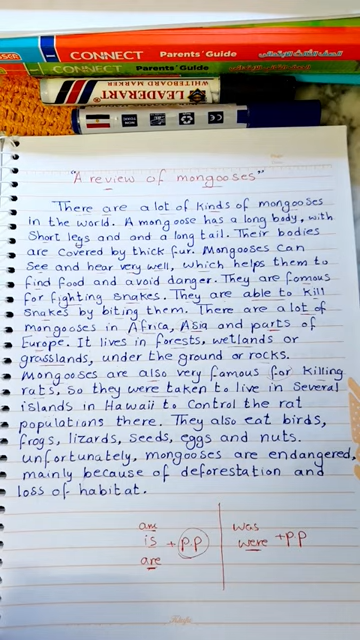 CONNECT Parents' Guide
CONNECT Parents' Guide
LEADERART WHITEBOARD MARKER
"A review of mongooses"
There are a lot of kinds of mongooses
in the world. A mongoose has a long body, with
short legs and and a long tail. Their bodies
are covered by thick fur. Mongooses can
see and hear very well, which helps them to
find food and avoid danger. They are famous
for fighting snakes. They are able to kill
snakes by biting them. There are a lot of
mongooses in Africa, Asia and parts of
Europe. It lives in forests, wetlands or
grasslands, under the ground or rocks.
Mongooses are also very famous for killing
rats, so they were taken to live in several
islands in Hawaii to control the rat
populations there. They also eat birds,
frogs, lizards, seeds, eggs and nuts.
unfortunately, mongooses are endangered,
mainly because of deforestation and
loss of habitat.
am
is + p.p
are
was
were + pp